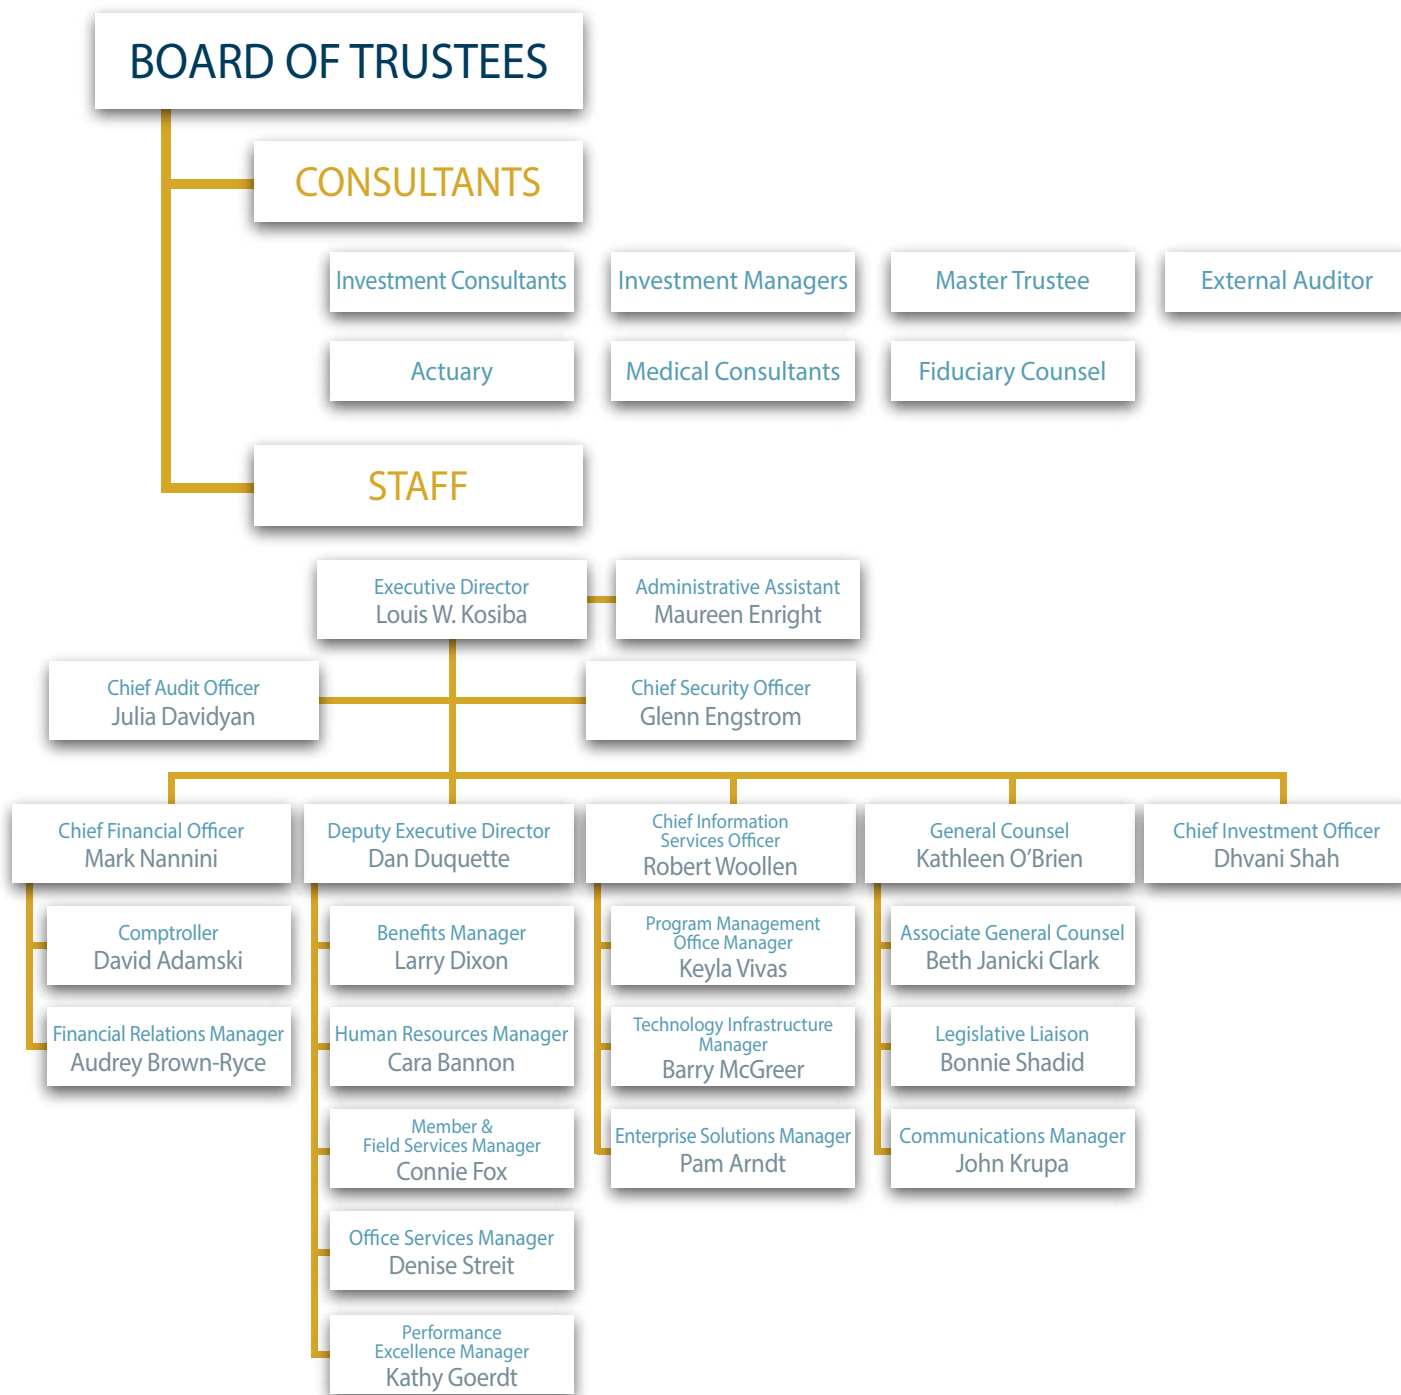 BOARD OF TRUSTEES
CONSULTANTS
Investment Consultants
Investment Managers
Master Trustee
External Auditor
Actuary
Medical Consultants
Fiduciary Counsel
STAFF
Executive Director
Louis W. Kosiba
Administrative Assistant
Maureen Enright
Chief Audit Officer
Julia Davidyan
Chief Security Officer
Glenn Engstrom
Chief Financial Officer
Mark Nannini
Deputy Executive Director
Dan Duquette
Chief Information
Services Officer
Robert Woollen
General Counsel
Kathleen O’Brien
Chief Investment Officer
Dhvani Shah
Comptroller
David Adamski
Financial Relations Manager
Audrey Brown-Ryce
Benefits Manager
Larry Dixon
Human Resources Manager
Cara Bannon
Member &
Field Services Manager
Connie Fox
Office Services Manager
Denise Streit
Performance
Excellence Manager
Kathy Goerdt
Program Management
Office Manager
Keyla Vivas
Technology Infrastructure
Manager
Barry McGreer
Enterprise Solutions Manager
Pam Arndt
Associate General Counsel
Beth Janicki Clark
Legislative Liaison
Bonnie Shadid
Communications Manager
John Krupa